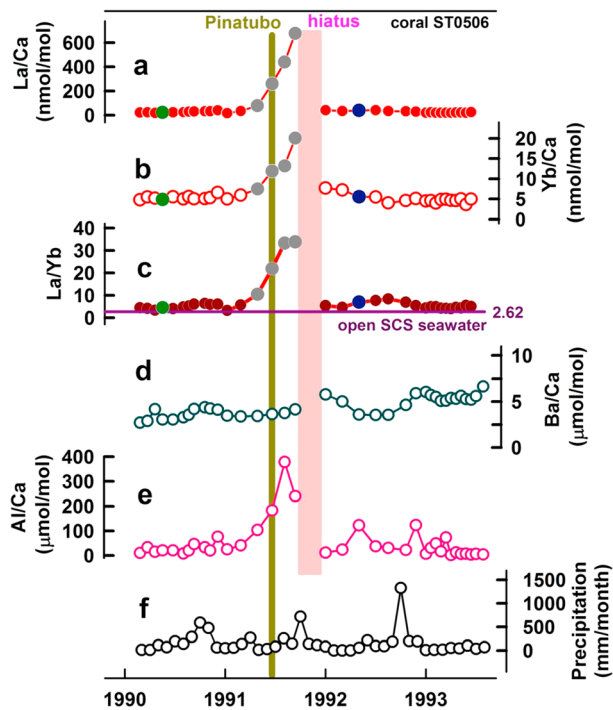 Pinatubo hiatus coral ST0506
a
La/Ca
(nmol/mol)
600
400
200
0
b
Yb/Ca
(nmol/mol)
20
15
10
5
0
c
La/Yb
40
30
20
10
0
2.62
open SCS seawater
d
Ba/Ca
(μmol/mol)
10
5
0
e
Al/Ca
(μmol/mol)
400
300
200
100
0
f
Precipitation
(mm/month)
1500
1000
500
0
1990 1991 1992 1993